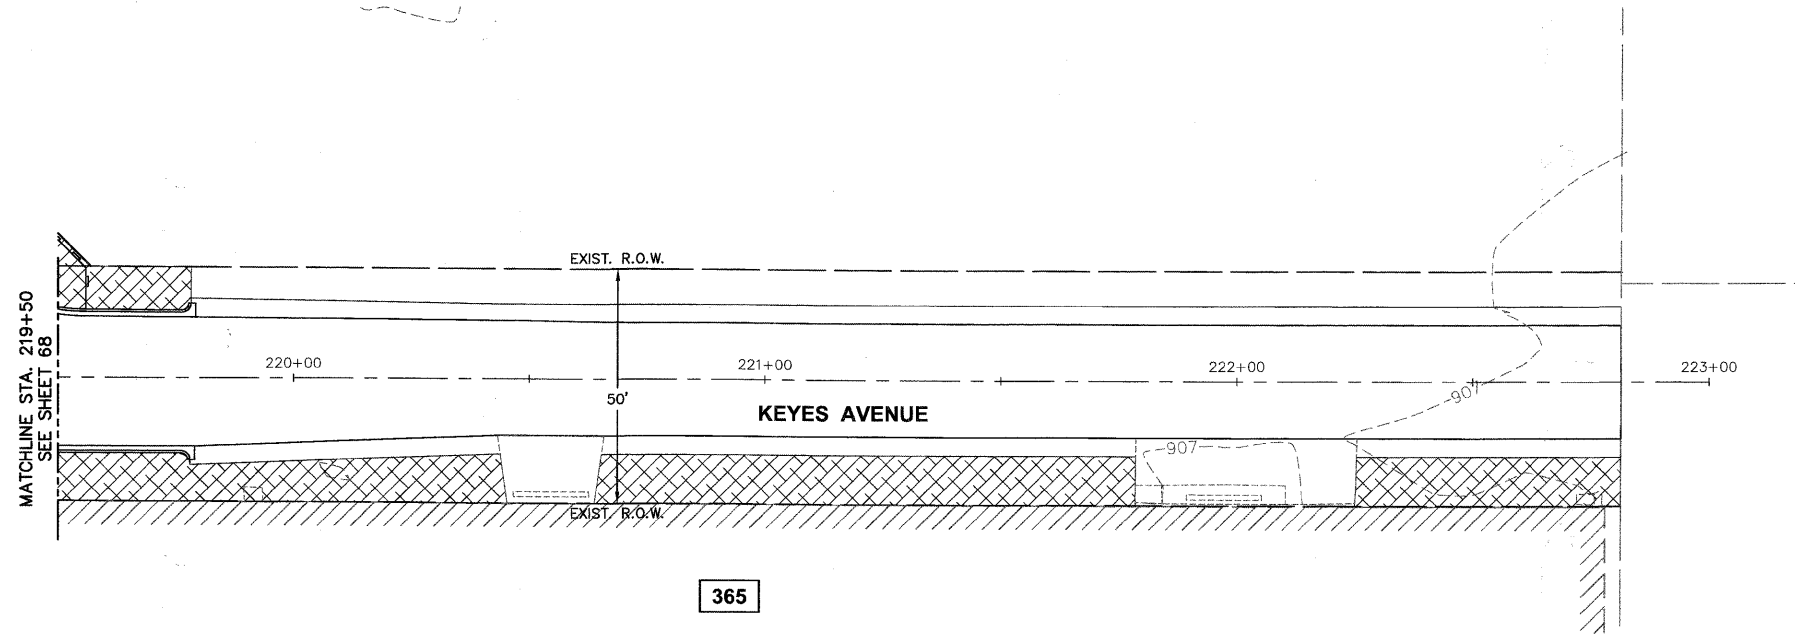 EXIST. R.O.W.
MATCHLINE STA. 219+50
SEE SHEET 68
220+00
221+00
222+00
223+00
50'
KEYES AVENUE
907
907
EXIST. R.O.W.
365